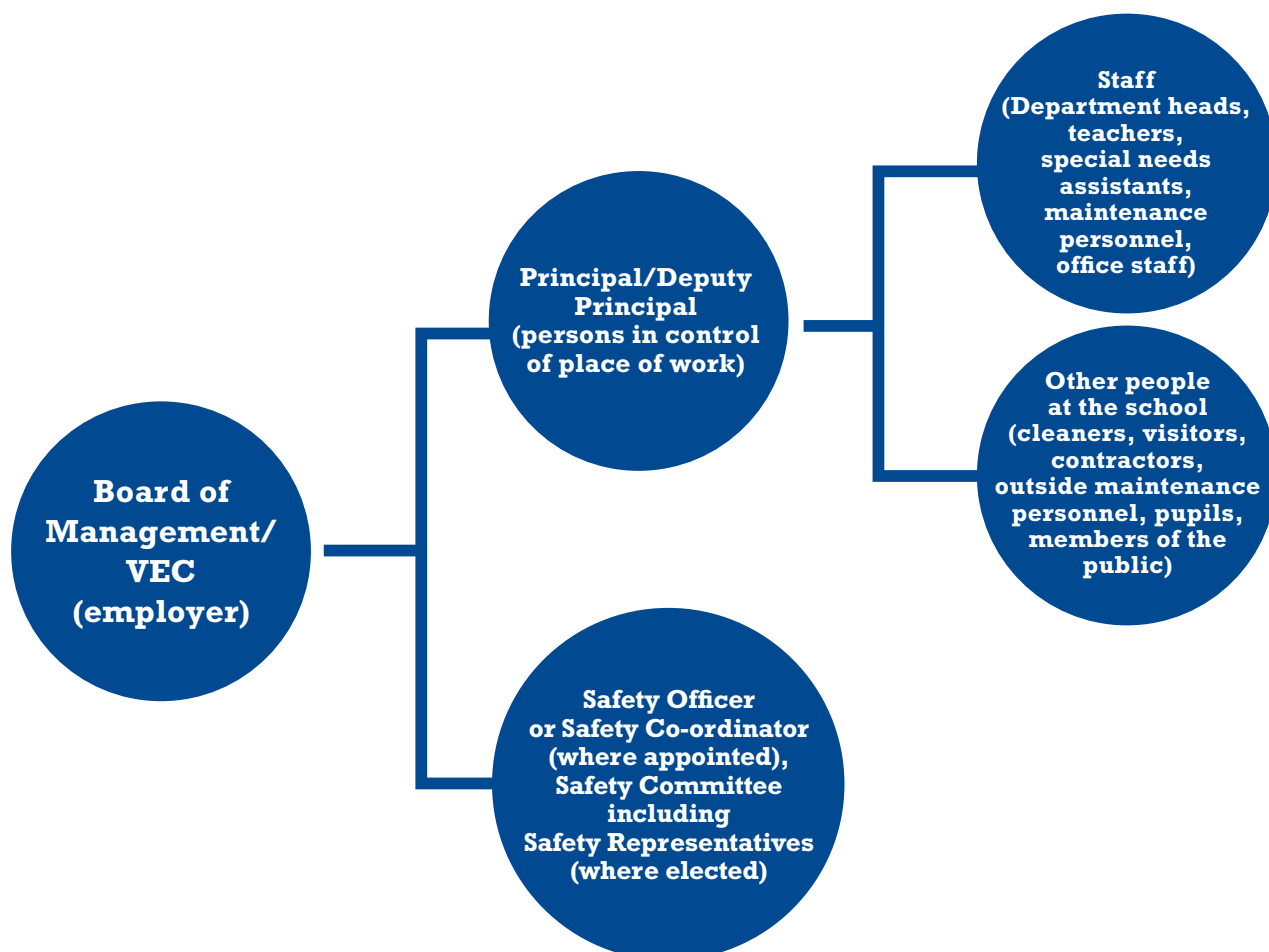 Board of
Management/
VEC
(employer)
Principal/Deputy
Principal
(persons in control
of place of work)
Safety Officer
or Safety Co-ordinator
(where appointed),
Safety Committee
including
Safety Representatives
(where elected)
Staff
(Department heads,
teachers,
special needs
assistants,
maintenance
personnel,
office staff)
Other people
at the school
(cleaners, visitors,
contractors,
outside maintenance
personnel, pupils,
members of the
public)